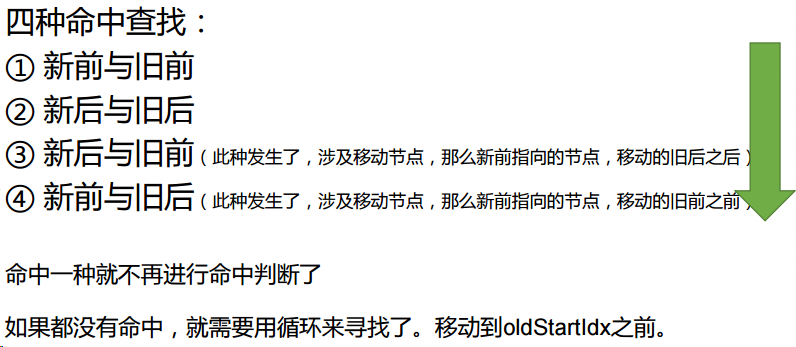 四种命中查找：
① 新前与旧前
② 新后与旧后
③ 新后与旧前（此种发生了，涉及移动节点，那么新前指向的节点，移动的旧后之后）
④ 新前与旧后（此种发生了，涉及移动节点，那么新前指向的节点，移动的旧前之前）
命中一种就不再进行命中判断了
如果都没有命中，就需要用循环来寻找了。移动到oldStartIdx之前。